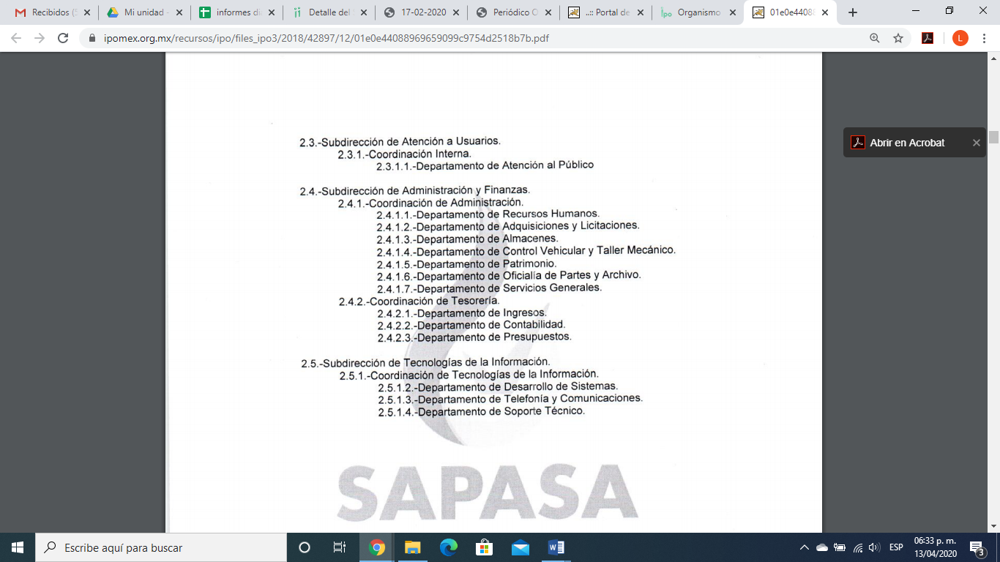 Recibidos (5
Mi unidad -
informes di
Detalle del
17-02-2020
Periódico O
..:: Portal de
Organismo
01e0e4408
ipomex.org.mx/recursos/ipo/files_ipo3/2018/42897/12/01e0e44088969659099c9754d2518b7b.pdf
L
Abrir en Acrobat
2.3.-Subdirección de Atención a Usuarios.
2.3.1.-Coordinación Interna.
2.3.1.1.-Departamento de Atención al Público
2.4.-Subdirección de Administración y Finanzas.
2.4.1.-Coordinación de Administración.
2.4.1.1.-Departamento de Recursos Humanos.
2.4.1.2.-Departamento de Adquisiciones y Licitaciones.
2.4.1.3.-Departamento de Almacenes.
2.4.1.4.-Departamento de Control Vehicular y Taller Mecánico.
2.4.1.5.-Departamento de Patrimonio.
2.4.1.6.-Departamento de Oficialía de Partes y Archivo.
2.4.1.7.-Departamento de Servicios Generales.
2.4.2.-Coordinación de Tesorería.
2.4.2.1.-Departamento de Ingresos.
2.4.2.2.-Departamento de Contabilidad.
2.4.2.3.-Departamento de Presupuestos.
2.5.-Subdirección de Tecnologías de la Información.
2.5.1.-Coordinación de Tecnologías de la Información.
2.5.1.2.-Departamento de Desarrollo de Sistemas.
2.5.1.3.-Departamento de Telefonía y Comunicaciones.
2.5.1.4.-Departamento de Soporte Técnico.
SAPASA
Escribe aquí para buscar
ESP
06:33 p. m.
13/04/2020
3